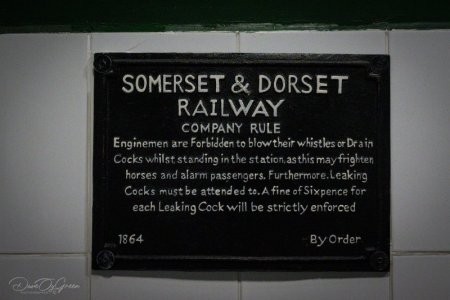 SOMERSET & DORSET
RAILWAY
COMPANY RULE
Enginemen are Forbidden to blow their whistles or Drain
Cocks whilst standing in the station, as this may frighten
horses and alarm passengers. Furthermore, Leaking
Cocks must be attended to. A fine of Sixpence for
each Leaking Cock will be strictly enforced
1864 By Order